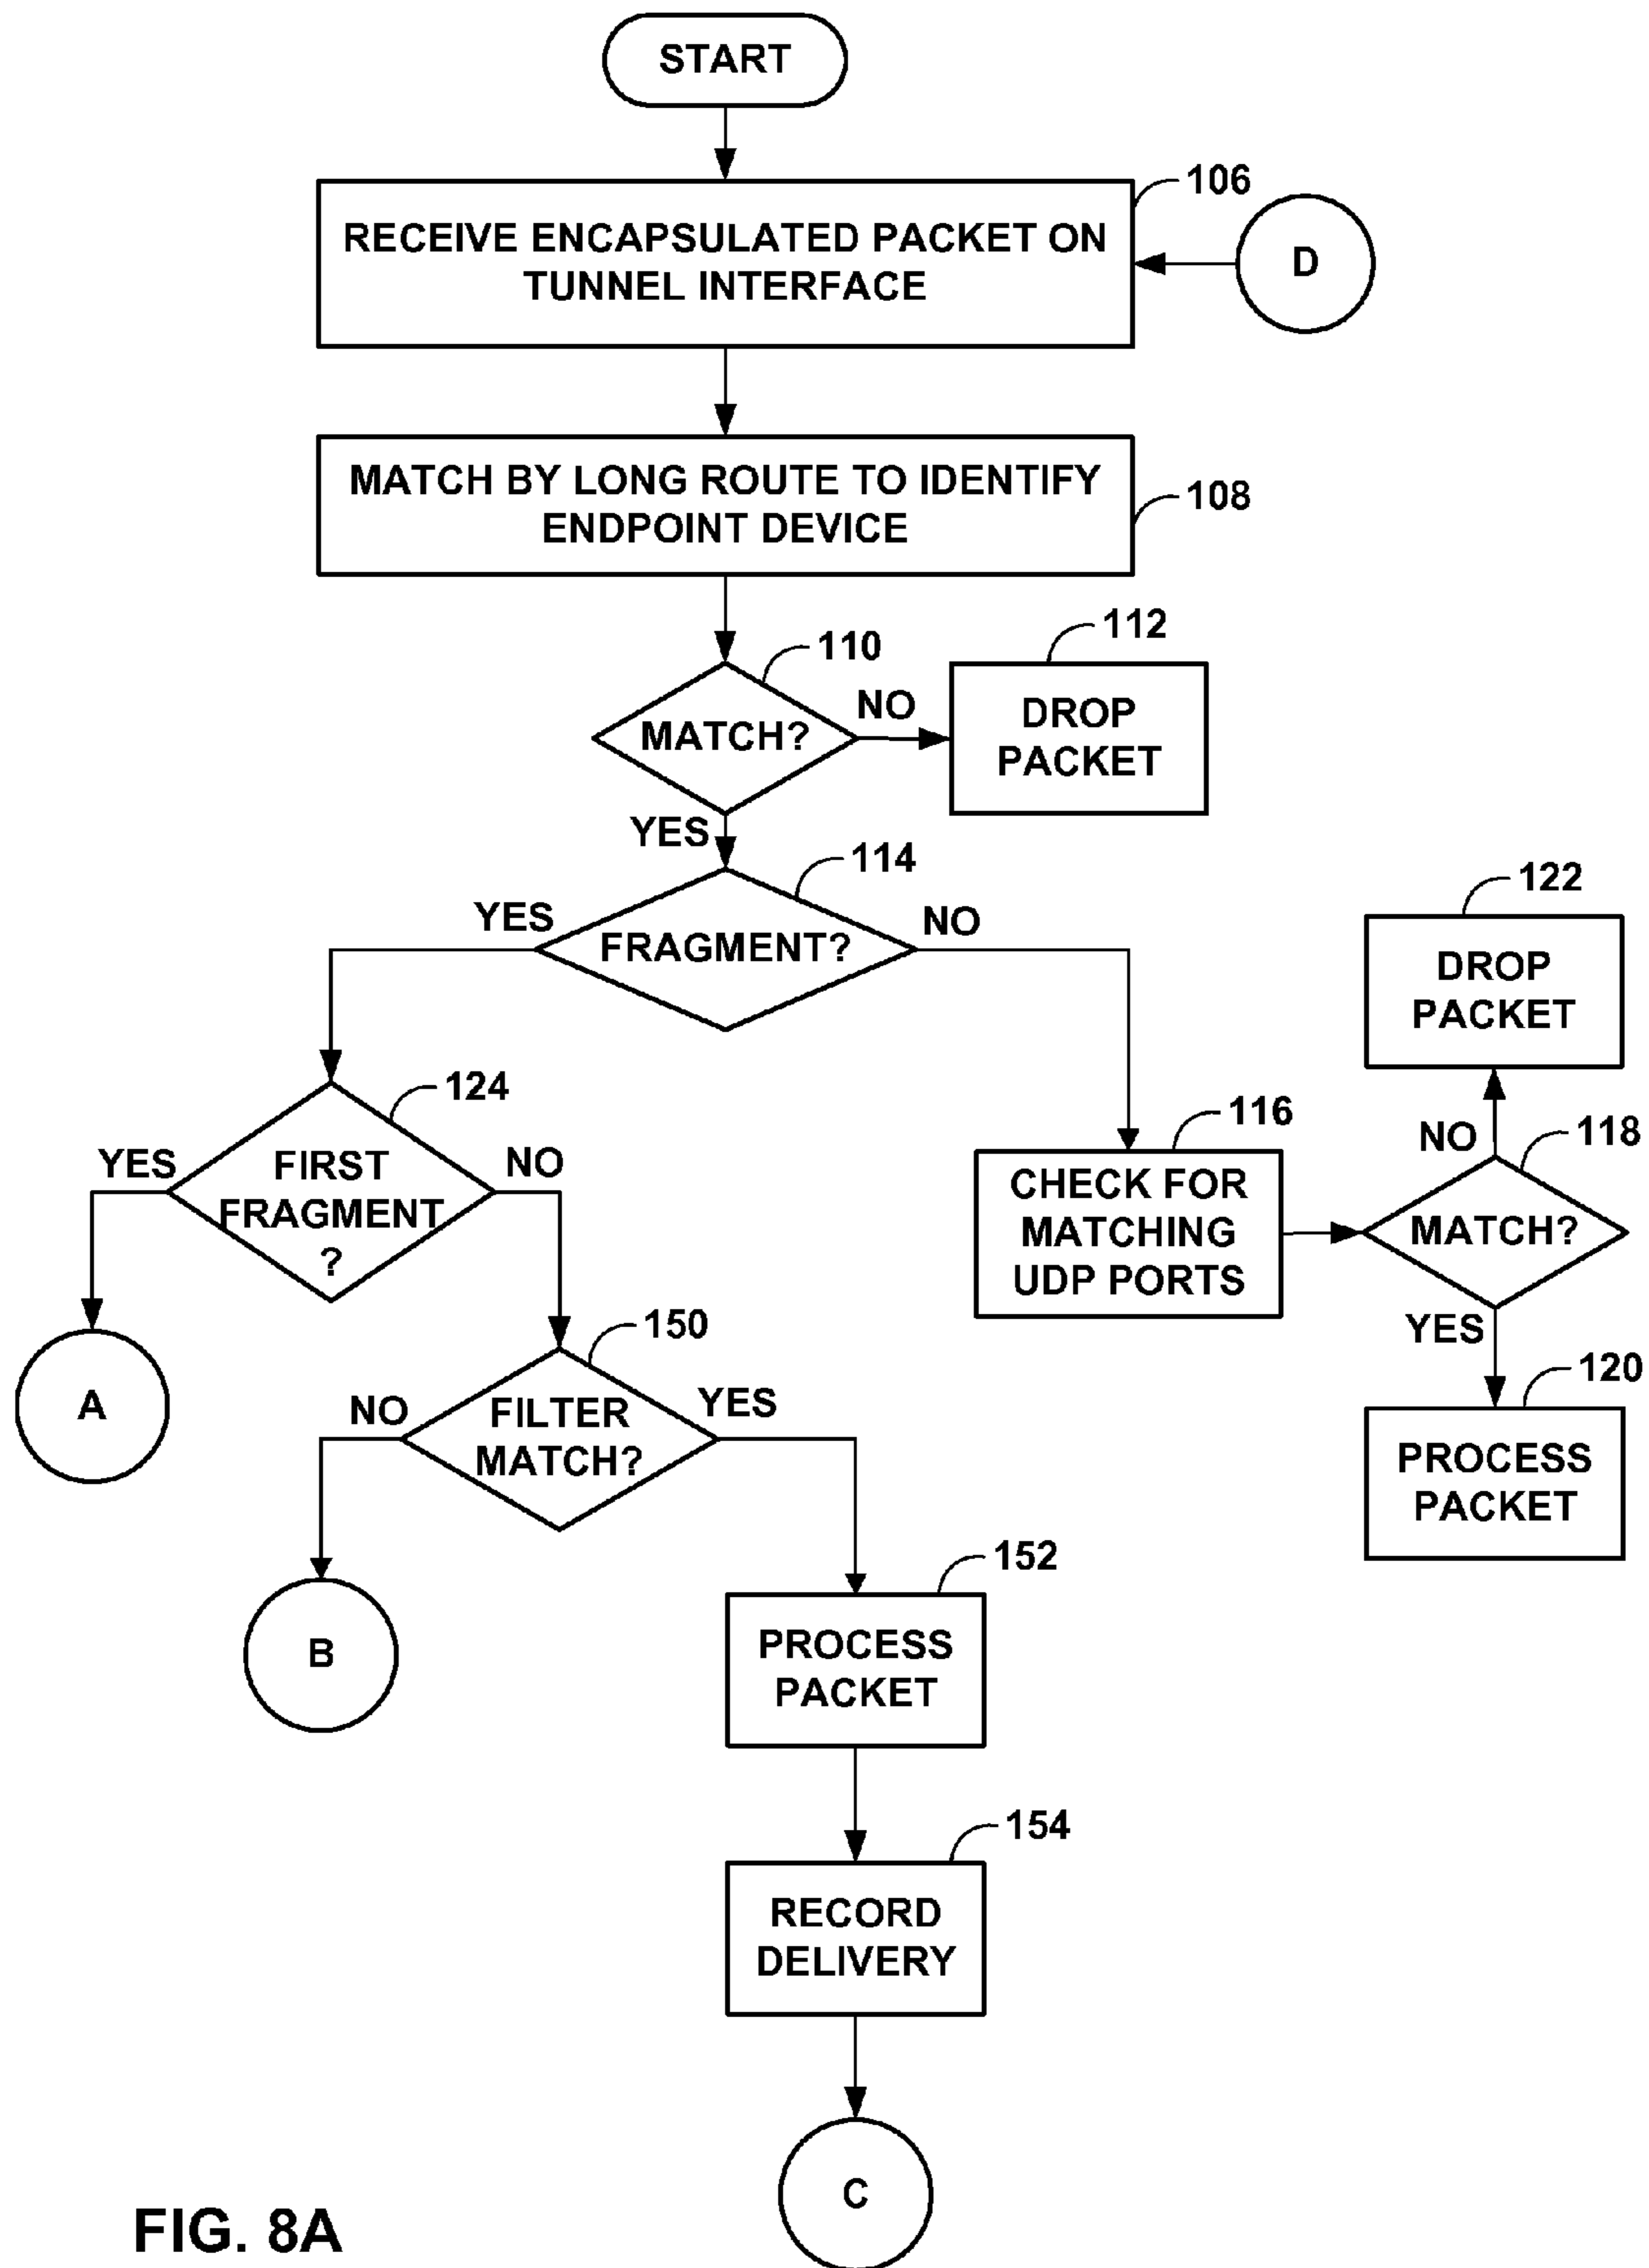 START
106
RECEIVE ENCAPSULATED PACKET ON
TUNNEL INTERFACE
D
MATCH BY LONG ROUTE TO IDENTIFY
ENDPOINT DEVICE
108
110
MATCH?
NO
112
DROP
PACKET
YES
114
YES
FRAGMENT?
NO
122
DROP
PACKET
124
YES
FIRST
FRAGMENT
?
NO
116
CHECK FOR
MATCHING
UDP PORTS
NO
118
MATCH?
YES
120
PROCESS
PACKET
A
150
NO
FILTER
MATCH?
YES
B
152
PROCESS
PACKET
154
RECORD
DELIVERY
C
FIG. 8A